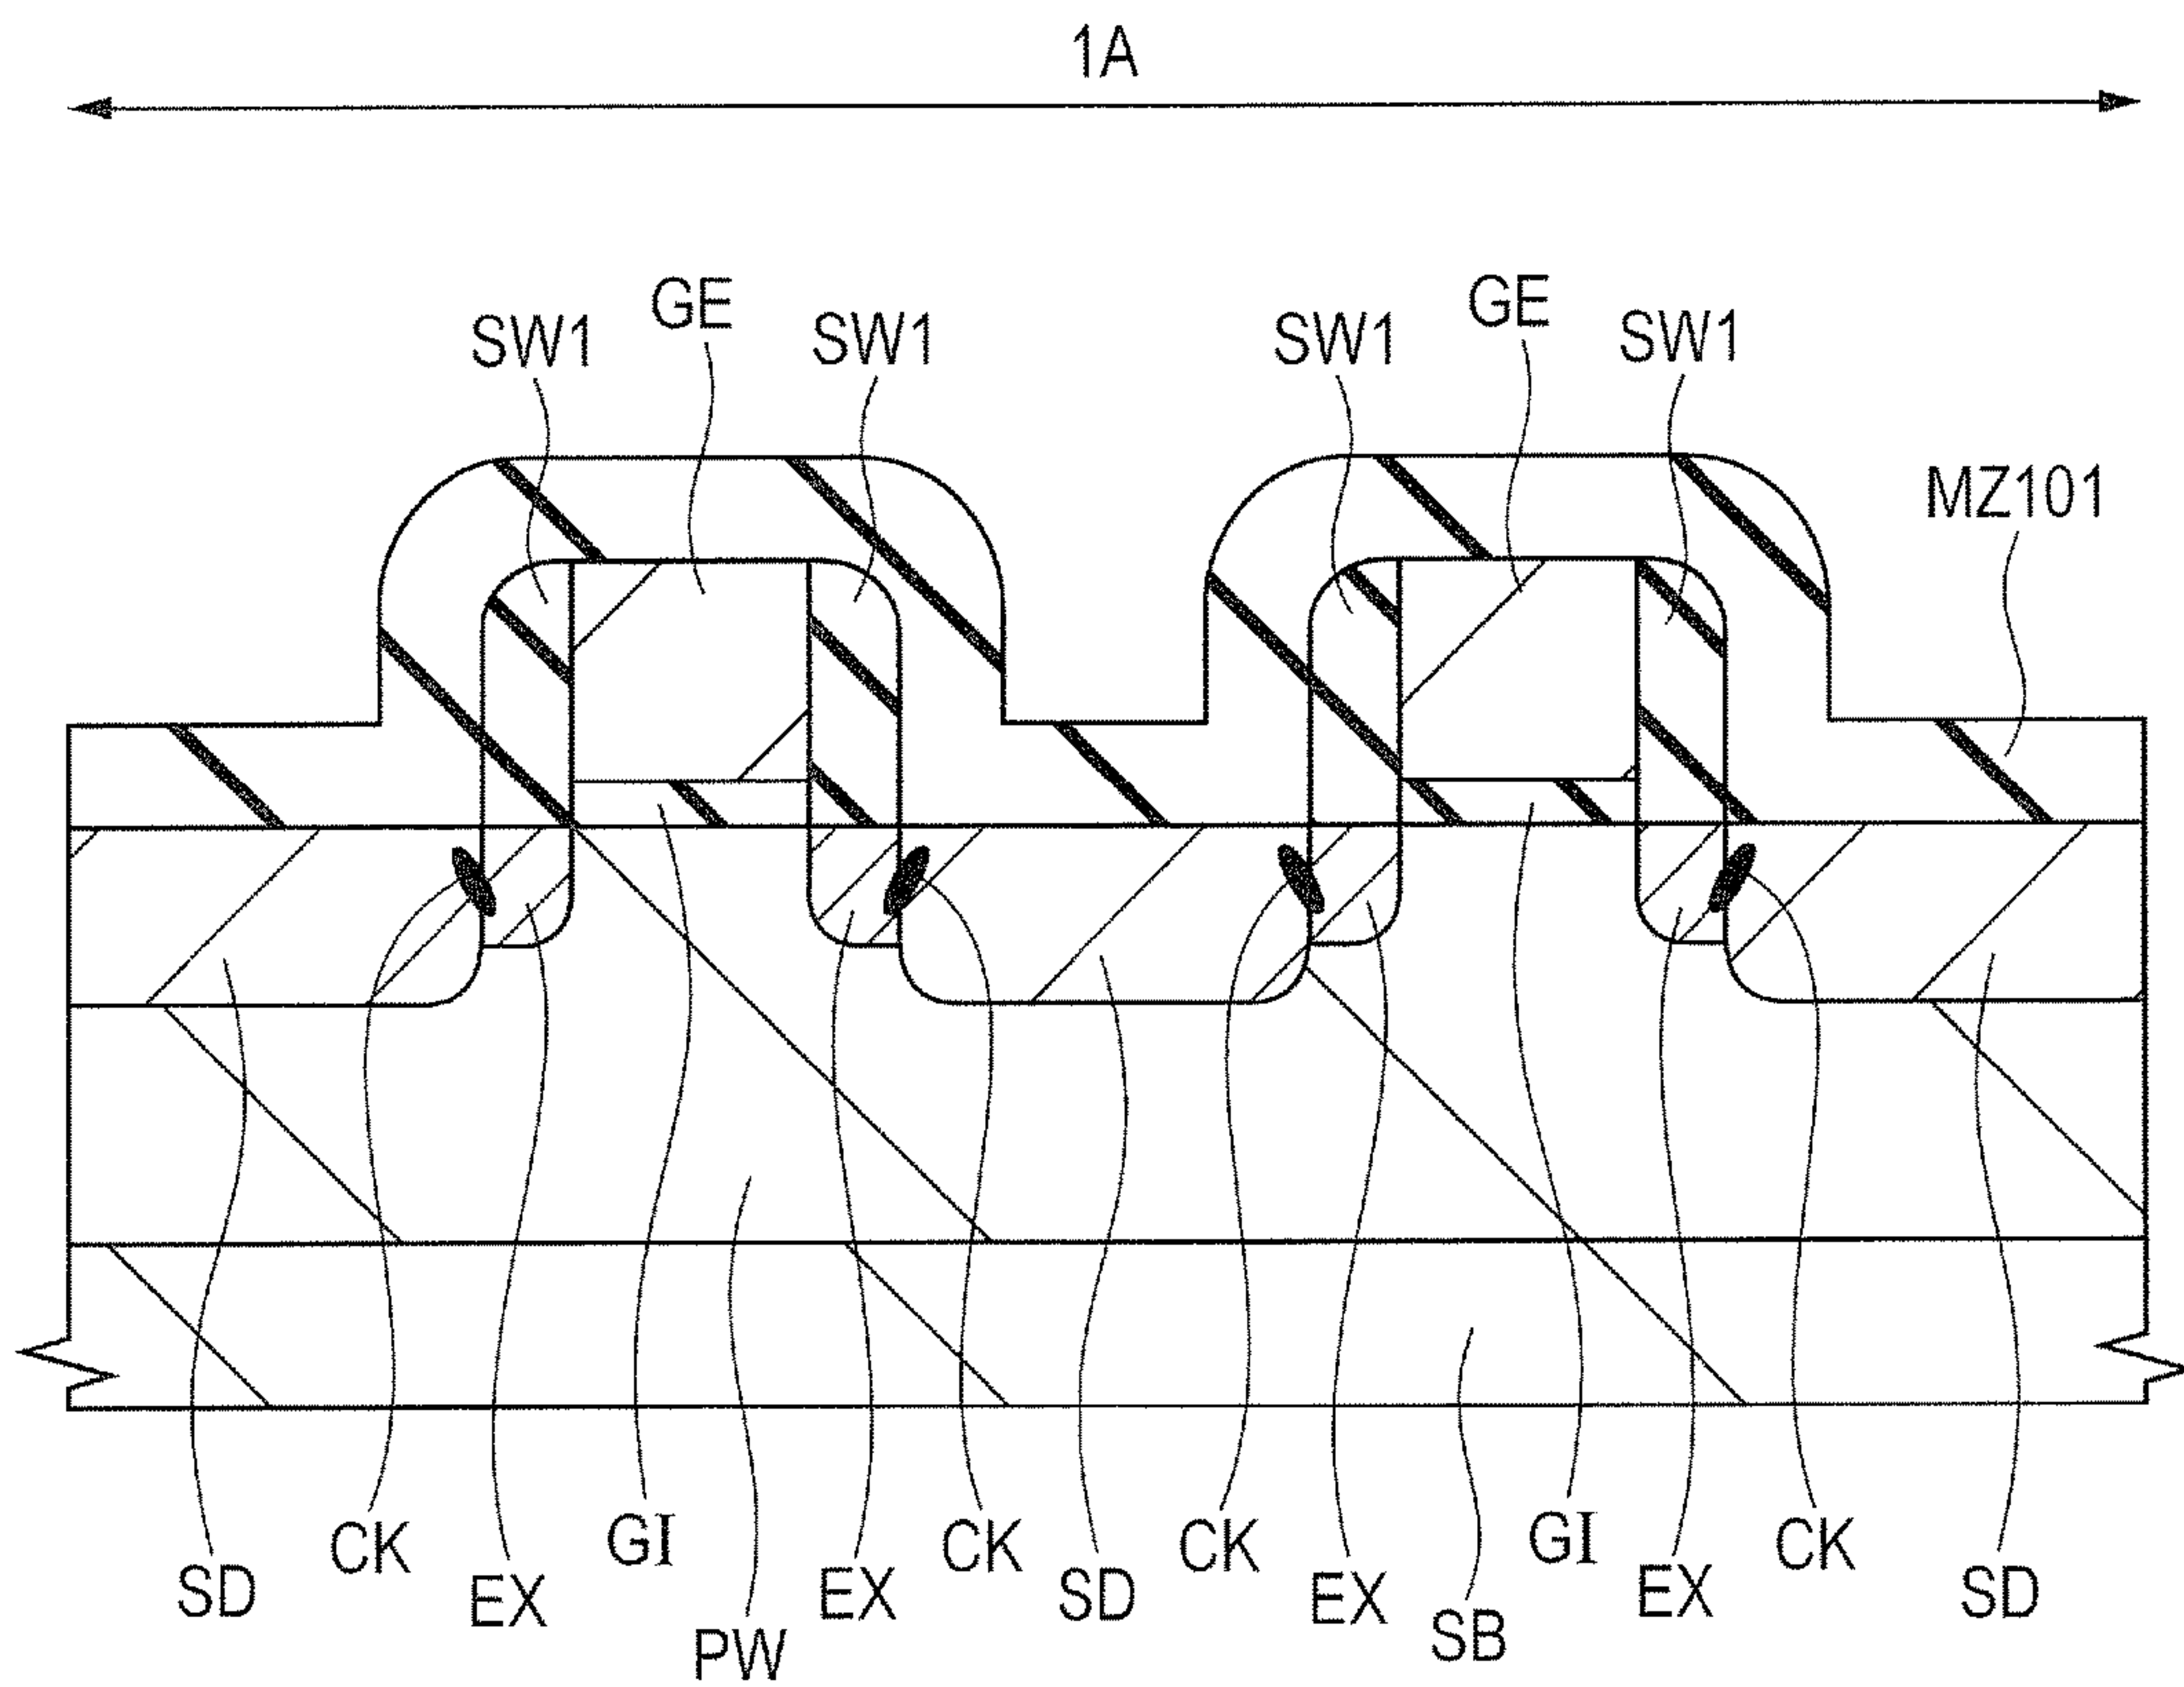 1A
SW1 GE SW1 SW1 GE SW1
MZ101
SD CK EX GI PW EX CK SD CK EX SB GI EX CK SD